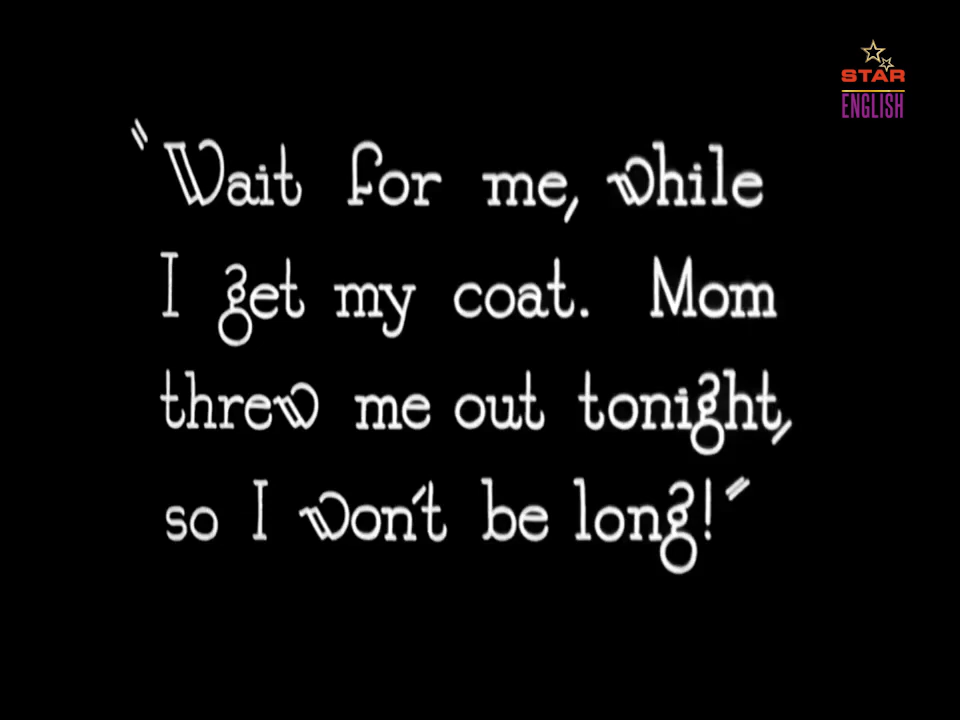 STAR
ENGLISH
"Wait for me, while
I get my coat. Mom
threw me out tonight,
so I won't be long!"